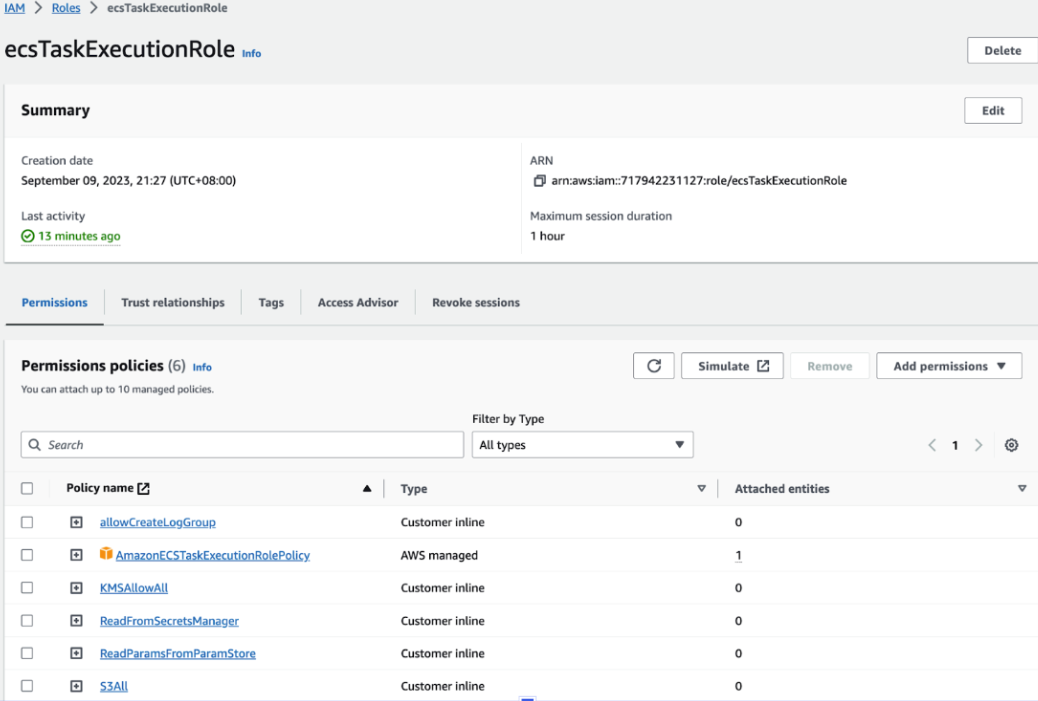 IAM > Roles > ecsTaskExecutionRole
ecsTaskExecutionRole Info
Delete
Summary
Edit
Creation date
September 09, 2023, 21:27 (UTC+08:00)
ARN
arn:aws:iam::717942231127:role/ecsTaskExecutionRole
Last activity
13 minutes ago
Maximum session duration
1 hour
Permissions Trust relationships Tags Access Advisor Revoke sessions
Permissions policies (6) Info
You can attach up to 10 managed policies.
Simulate Remove Add permissions
Filter by Type
Search All types 1
Policy name Type Attached entities
allowCreateLogGroup Customer inline 0
AmazonECSTaskExecutionRolePolicy AWS managed 1
KMSAllowAll Customer inline 0
ReadFromSecretsManager Customer inline 0
ReadParamsFromParamStore Customer inline 0
S3All Customer inline 0